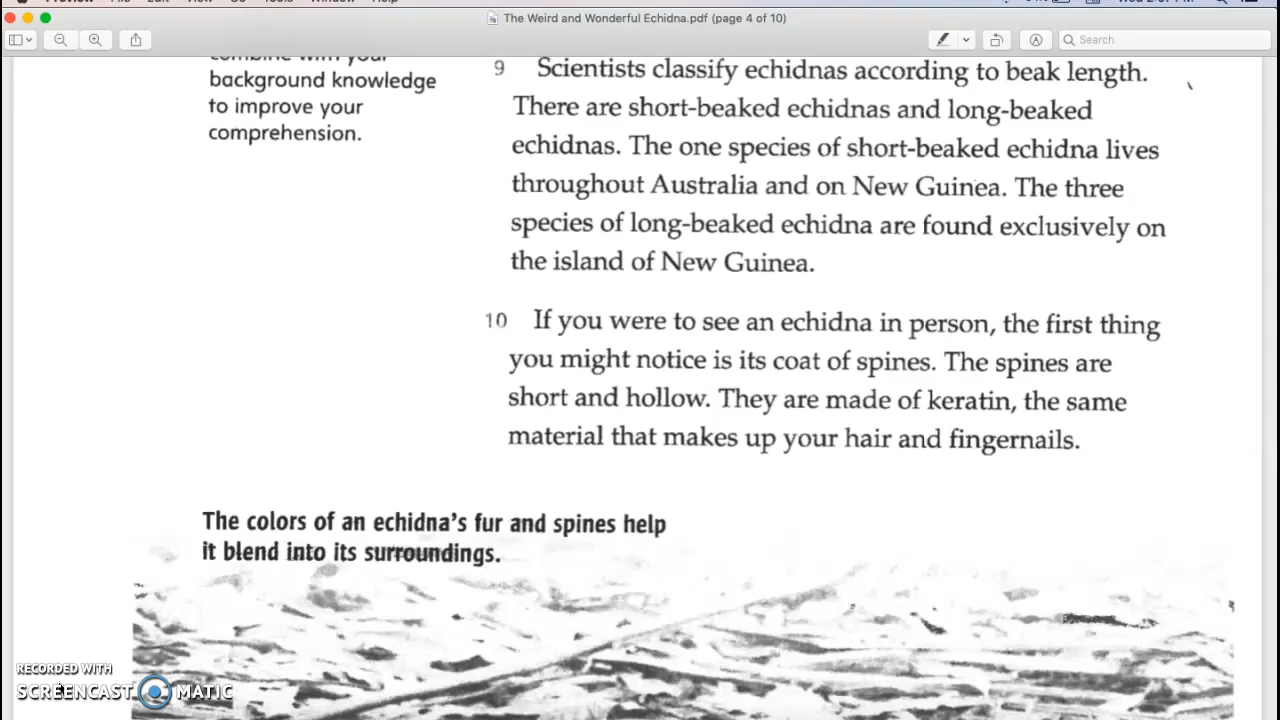 The Weird and Wonderful Echidna.pdf (page 4 of 10)
Search
background knowledge
to improve your
comprehension.
9 Scientists classify echidnas according to beak length.
There are short-beaked echidnas and long-beaked
echidnas. The one species of short-beaked echidna lives
throughout Australia and on New Guinea. The three
species of long-beaked echidna are found exclusively on
the island of New Guinea.
10 If you were to see an echidna in person, the first thing
you might notice is its coat of spines. The spines are
short and hollow. They are made of keratin, the same
material that makes up your hair and fingernails.
The colors of an echidna's fur and spines help
it blend into its surroundings.
RECORDED WITH
SCREENCAST MATIC